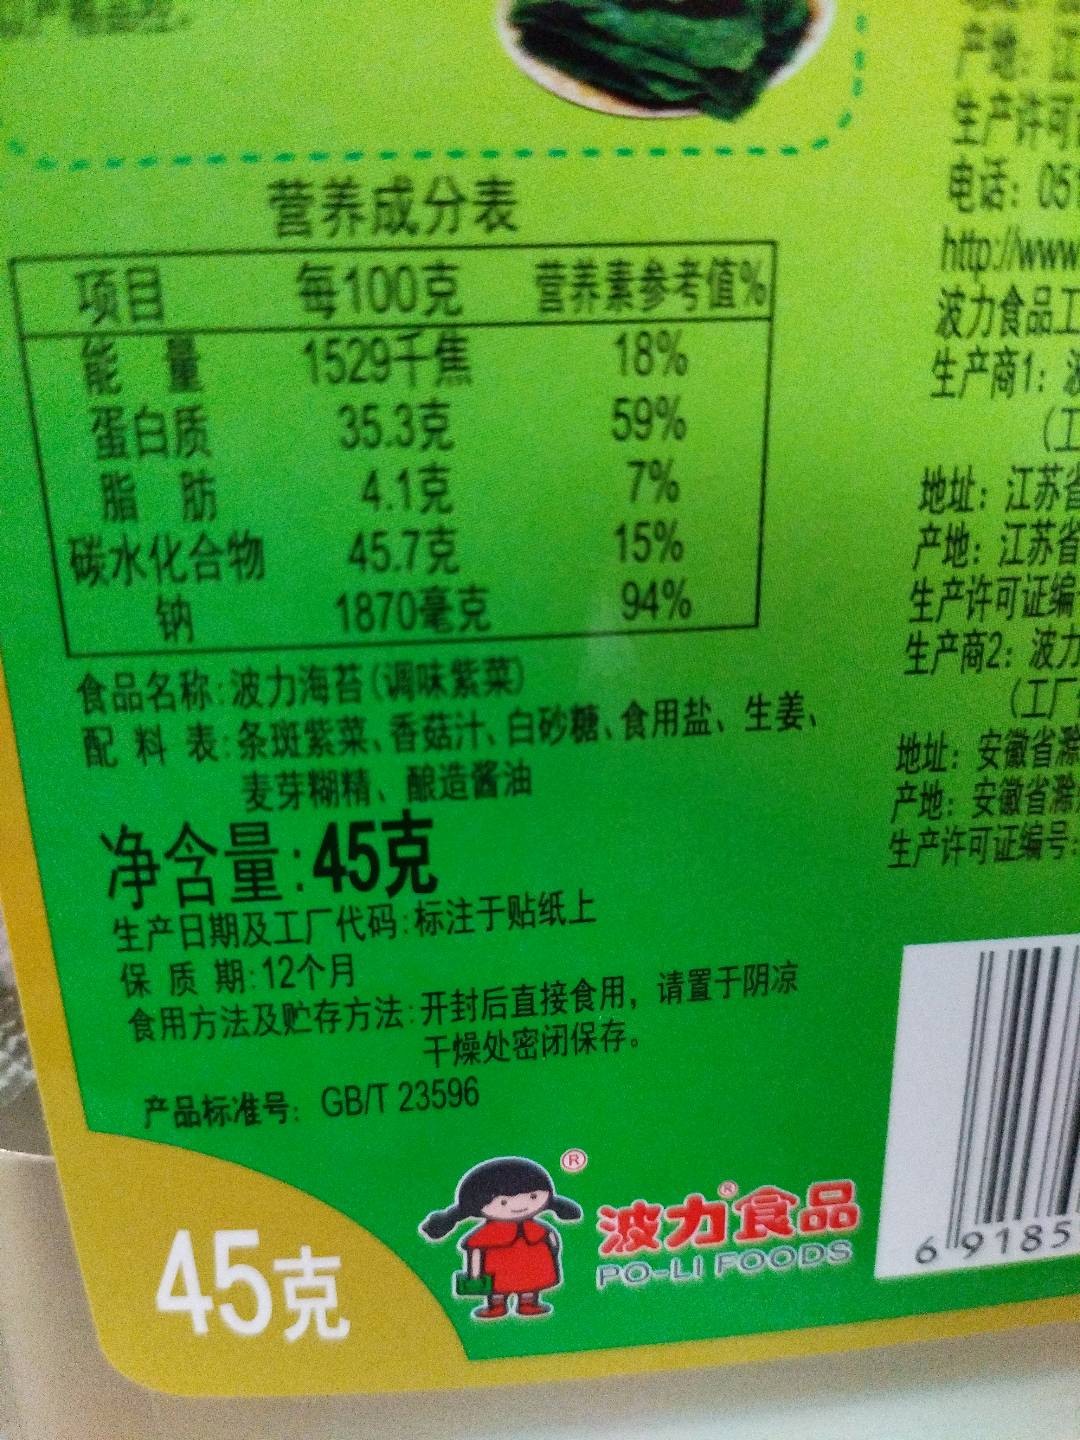 营养成分表
项目 每100克 营养素参考值%
能 量 1529千焦 18%
蛋白质 35.3克 59%
脂 肪 4.1克 7%
碳水化合物 45.7克 15%
钠 1870毫克 94%
食品名称:波力海苔(调味紫菜)
配 料 表:条斑紫菜、香菇汁、白砂糖、食用盐、生姜、
麦芽糊精、酿造酱油
净含量:45克
生产日期及工厂代码:标注于贴纸上
保 质 期:12个月
食用方法及贮存方法:开封后直接食用，请置于阴凉
干燥处密闭保存。
产品标准号: GB/T 23596
45克
®
波力®食品
PO-LI FOODS
产地: 江
生产许可
电话: 051
http://www
波力食品工
生产商1: 波
(工
地址: 江苏省
产地: 江苏省
生产许可证编
生产商2: 波力
(工厂
地址: 安徽省滁
产地: 安徽省滁
生产许可证编号:
6 9185